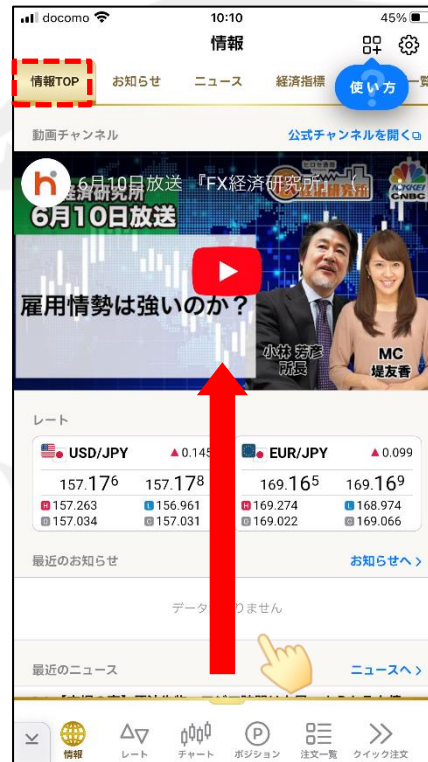 docomo 10:10 45%
情報
情報TOP お知らせ ニュース 経済指標 使い方
動画チャンネル 公式チャンネルを開く
6月10日放送 『FX経済研究所』
6月10日放送
NIKKEI CNBC
雇用情勢は強いのか?
小林 芳彦 所長
MC 堤友香
レート
USD/JPY ▲0.145 EUR/JPY ▲0.099
157.176 157.178 169.165 169.169
H 157.263 L 156.961 H 169.274 L 168.974
O 157.034 C 157.031 O 169.022 C 169.066
最近のお知らせ お知らせへ >
データ りません
最近のニュース ニュースへ >
情報 レート チャート ポジション 注文一覧 クイック注文